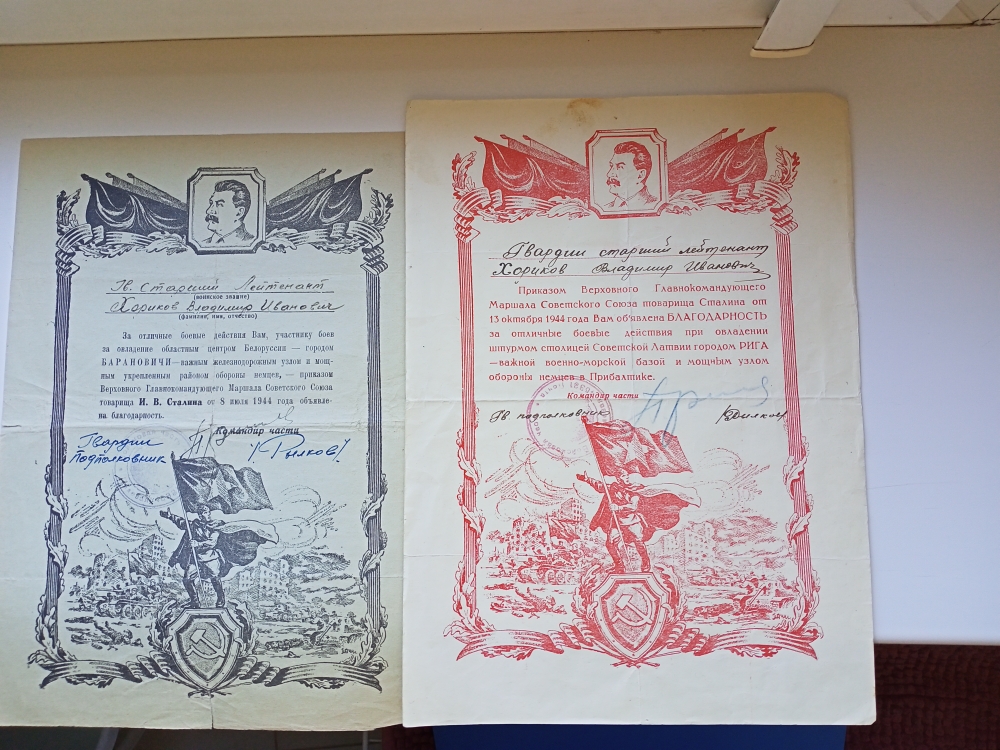 Гв. Старший Лейтенант
(воинское звание)
Хориков Владимир Иванович
(фамилия, имя, отчество)
За отличные боевые действия Вам, участнику боев
за овладение областным центром Белоруссии — городом
БАРАНОВИЧИ — важным железнодорожным узлом и мощ-
ным укрепленным районом обороны немцев, — приказом
Верховного Главнокомандующего Маршала Советского Союза
товарища И. В. Сталина от 8 июля 1944 года объявле-
на благодарность.
Командир части
Гвардии
Подполковник
/Рылков/
Гвардии старший лейтенант
Хориков Владимир Иванович
Приказом Верховного Главнокомандующего
Маршала Советского Союза товарища Сталина от
13 октября 1944 года Вам об'явлена БЛАГОДАРНОСТЬ
за отличные боевые действия при овладении
штурмом столицей Советской Латвии городом РИГА
—важной военно-морской базой и мощным узлом
обороны немцев в Прибалтике.
Командир части
Гв подполковник